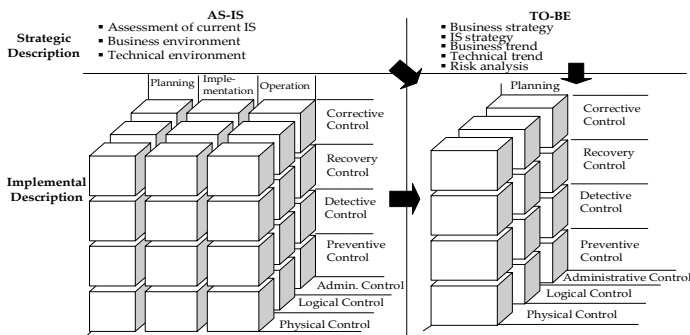 AS-IS
TO-BE
Strategic
Description
▪ Assessment of current IS
▪ Business environment
▪ Technical environment
▪ Business strategy
▪ IS strategy
▪ Business trend
▪ Technical trend
▪ Risk analysis
Planning
Imple-
mentation
Operation
Planning
Implemental
Description
Corrective
Control
Recovery
Control
Detective
Control
Preventive
Control
Admin. Control
Logical Control
Physical Control
Corrective
Control
Recovery
Control
Detective
Control
Preventive
Control
Administrative Control
Logical Control
Physical Control